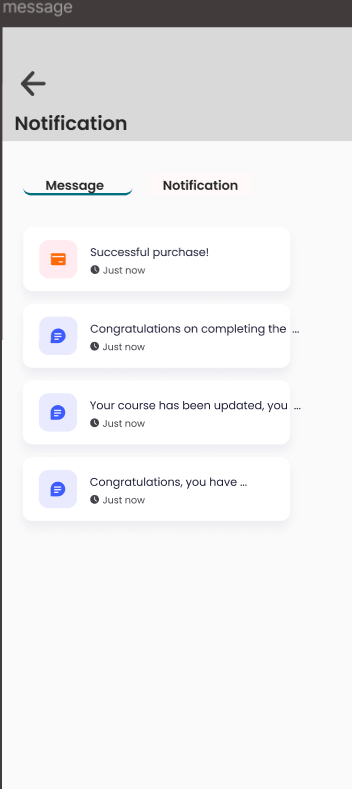 message
Notification
Message
Notification
Successful purchase!
Just now
Congratulations on completing the ...
Just now
Your course has been updated, you ...
Just now
Congratulations, you have ...
Just now